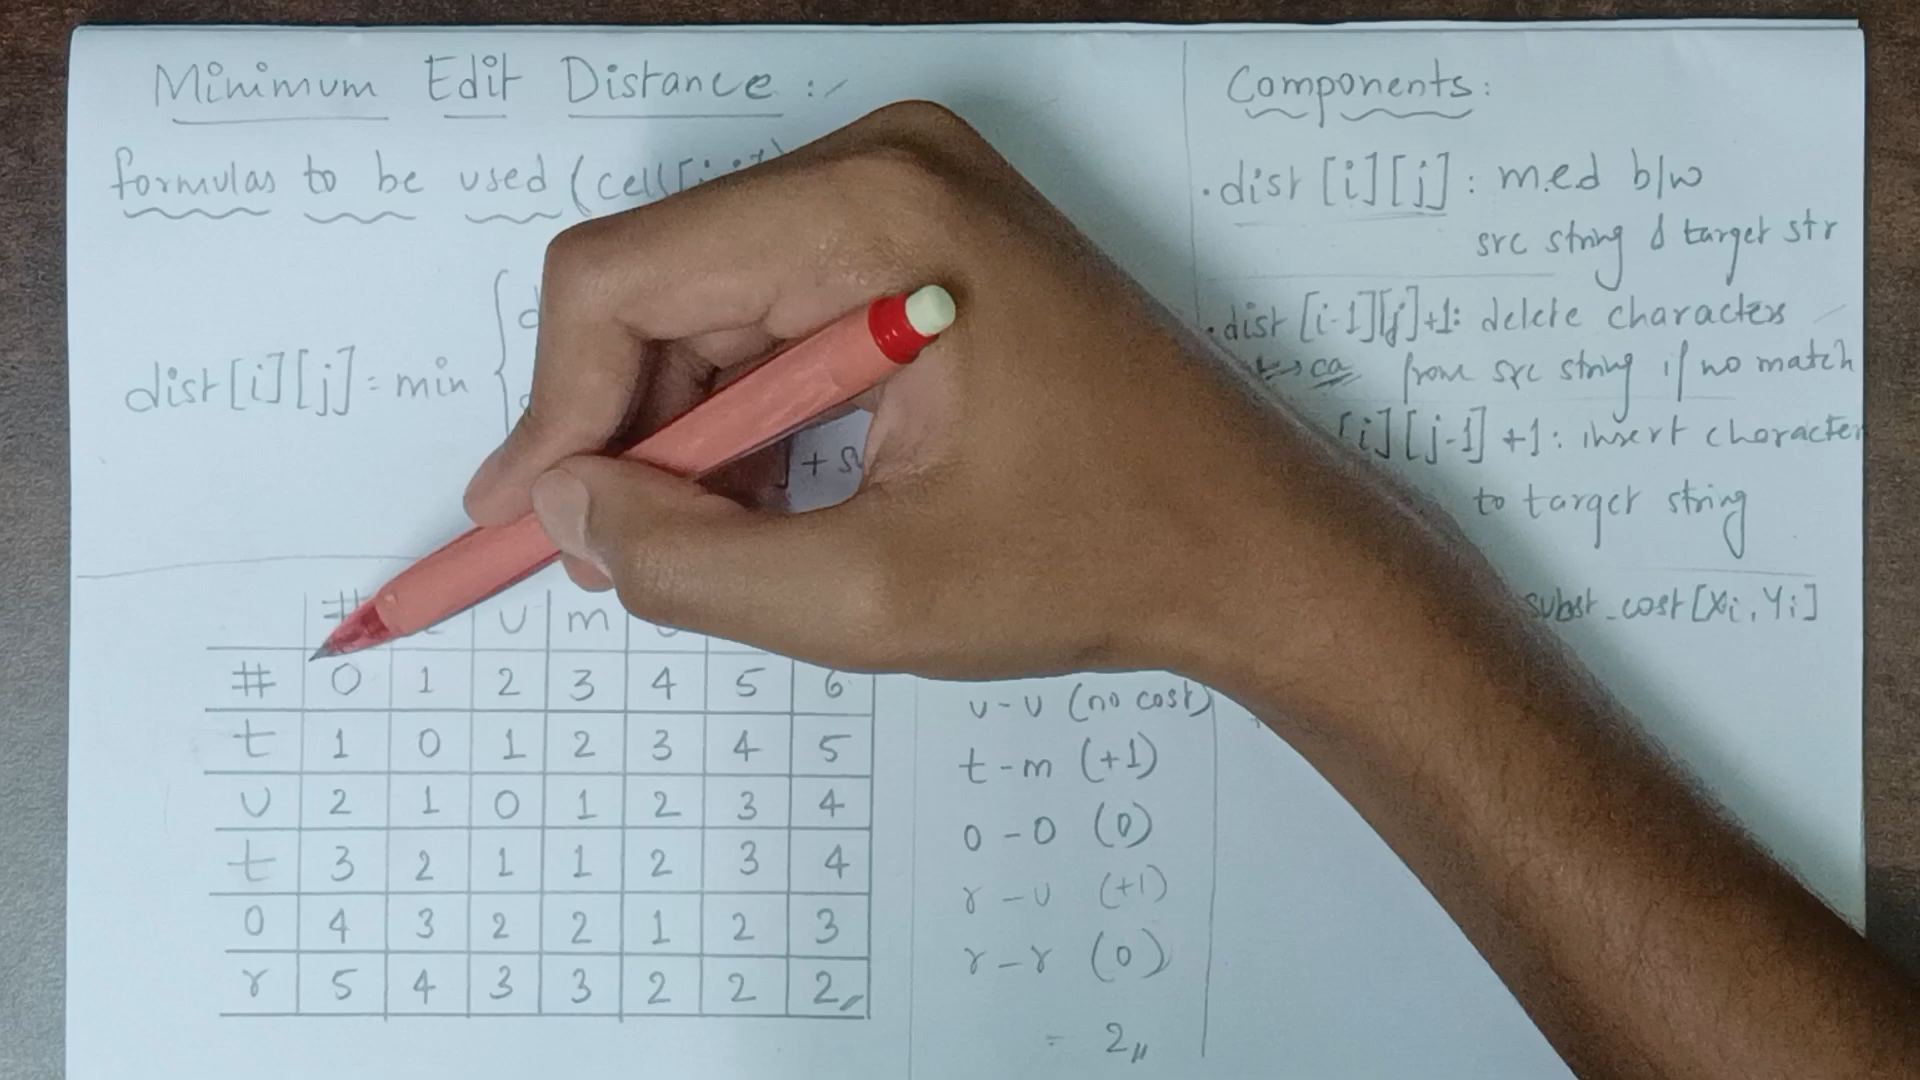 Minimum Edit Distance :-
formulas to be used (cell
dist[i][j] = min {
+ su
# u m
# 0 1 2 3 4 5 6
t 1 0 1 2 3 4 5
u 2 1 0 1 2 3 4
t 3 2 1 1 2 3 4
o 4 3 2 2 1 2 3
r 5 4 3 3 2 2 2
u - u (no cost)
t - m (+1)
o - o (0)
r - u (+1)
r - r (0)
= 2
Components:
. dist [i][j] : m.e.d b/w
src string & target str
. dist [i-1][j]+1: delete characters
ca from src string if no match
[i][j-1] +1: insert character
to target string
subst_cost[Xi, Yi]